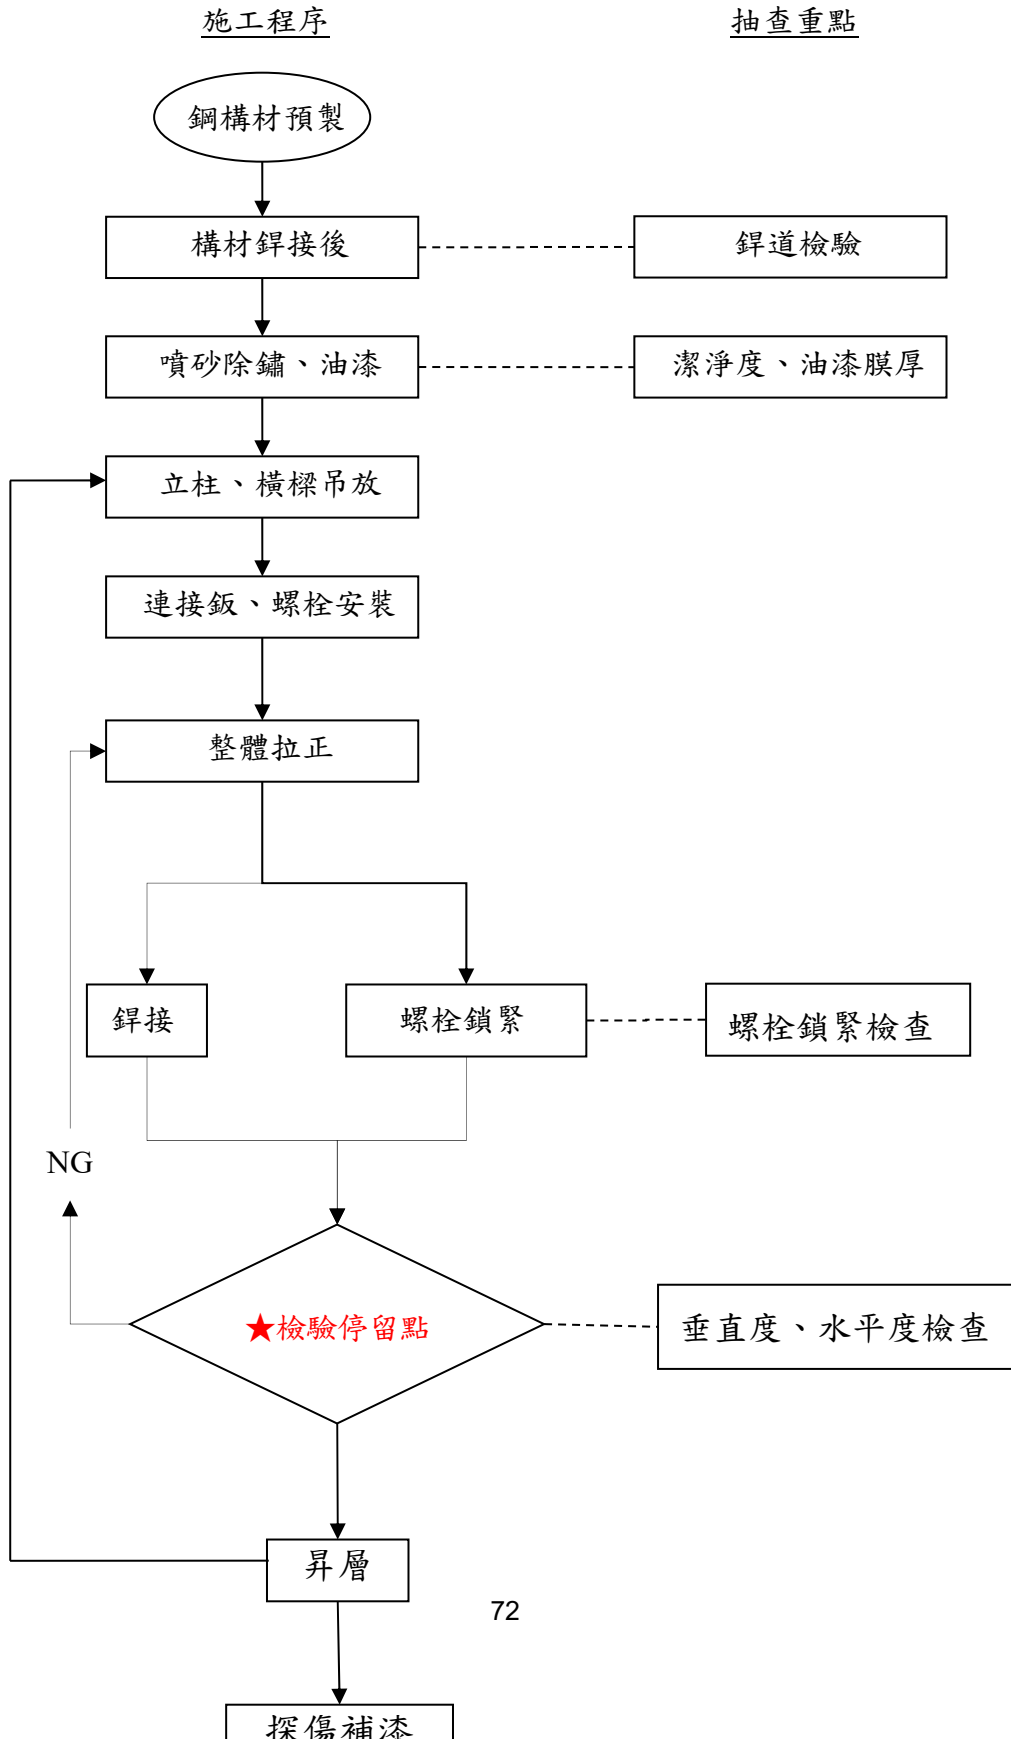 施工程序
抽查重點
鋼構材預製
構材銲接後
銲道檢驗
噴砂除鏽、油漆
潔淨度、油漆膜厚
立柱、橫樑吊放
連接鈑、螺栓安裝
整體拉正
銲接
螺栓鎖緊
螺栓鎖緊檢查
NG
★檢驗停留點
垂直度、水平度檢查
昇層
72
探傷補漆